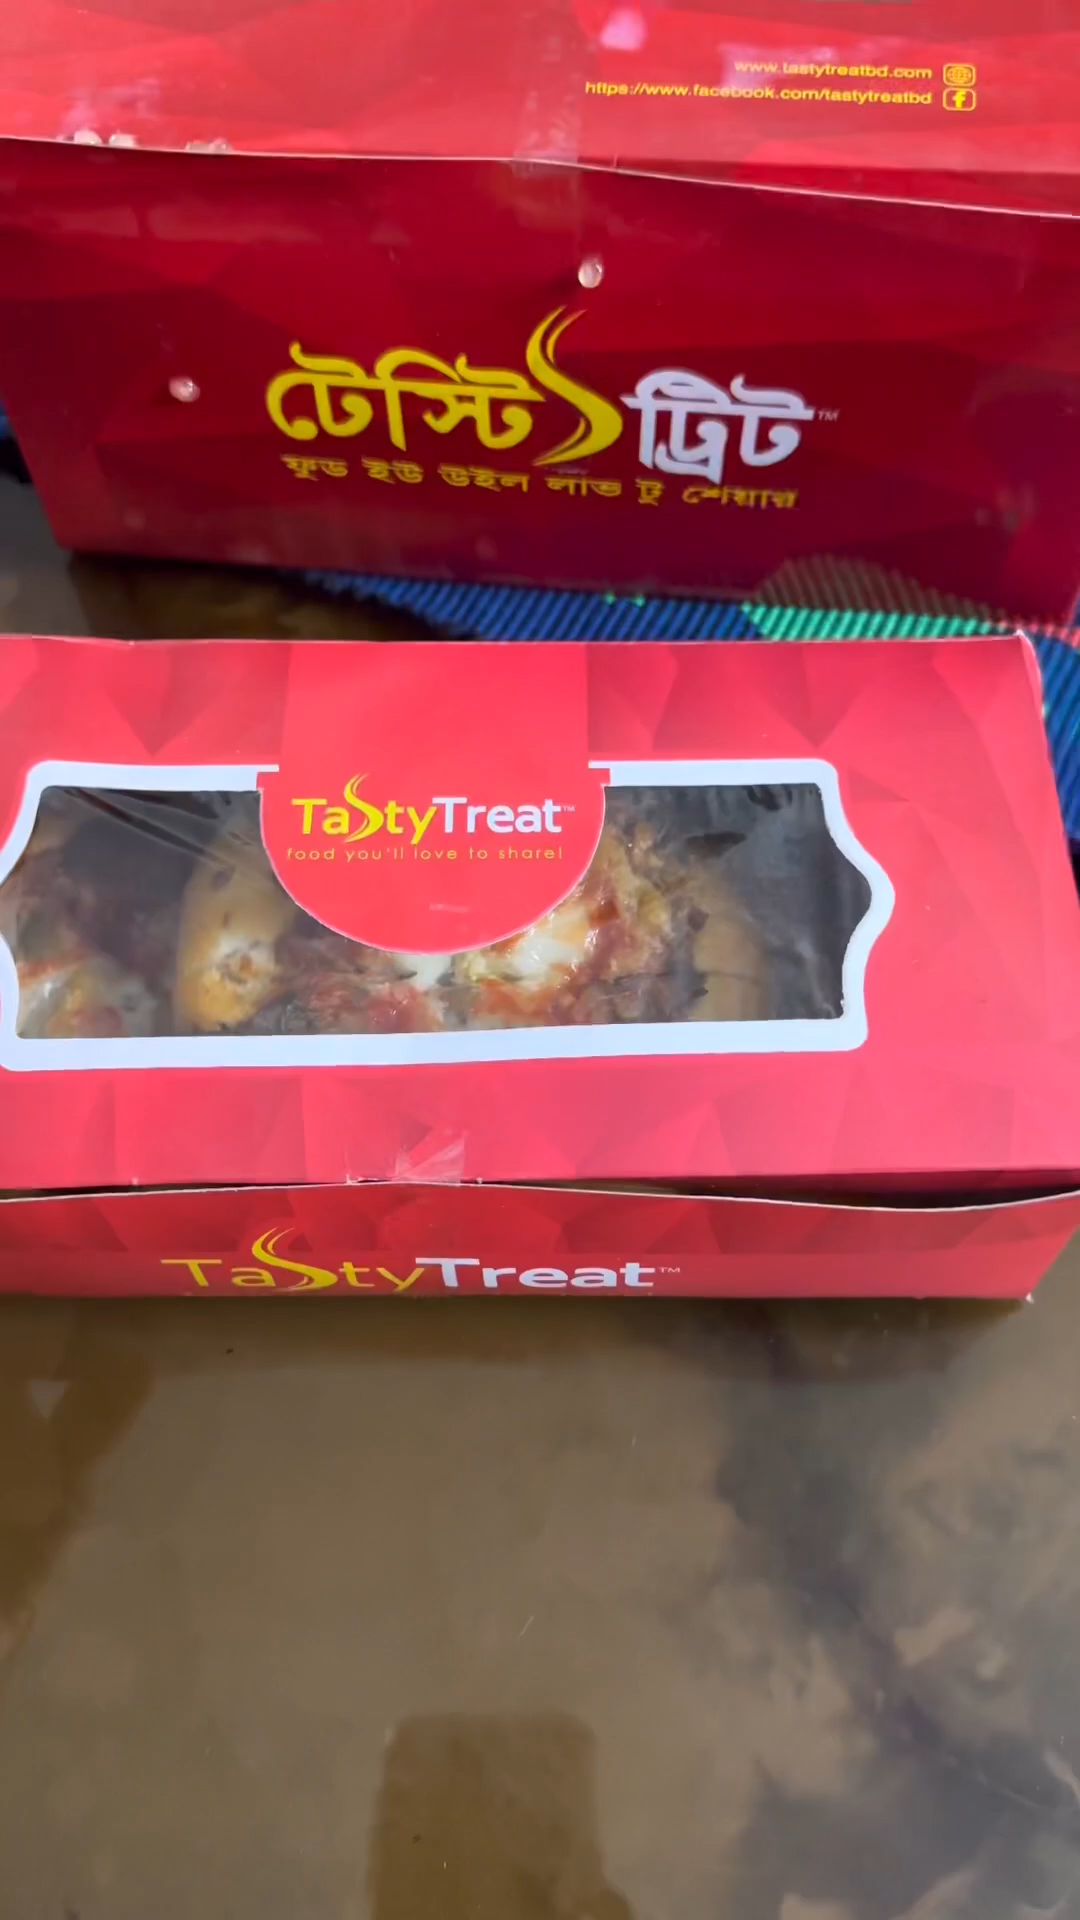 www.tastytreatbd.com
https://www.facebook.com/tastytreatbd
টেস্টি ট্রিট™
ফুড ইউ উইল লাভ টু শেয়ার
TastyTreat™
food you'll love to share!
TastyTreat™